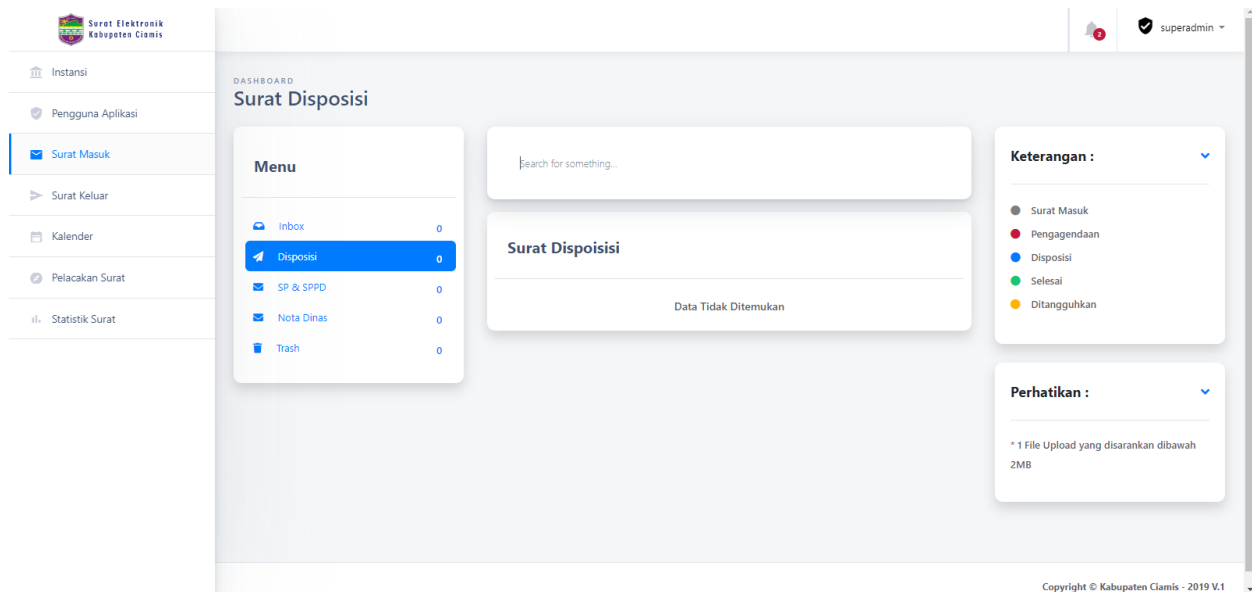 Surat Elektronik
Kabupaten Ciamis
2
superadmin
Instansi
Pengguna Aplikasi
Surat Masuk
Surat Keluar
Kalender
Pelacakan Surat
Statistik Surat
DASHBOARD
Surat Disposisi
Menu
Inbox 0
Disposisi 0
SP & SPPD 0
Nota Dinas 0
Trash 0
Search for something...
Surat Dispoisisi
Data Tidak Ditemukan
Keterangan :
Surat Masuk
Pengagendaan
Disposisi
Selesai
Ditangguhkan
Perhatikan :
* 1 File Upload yang disarankan dibawah
2MB
Copyright © Kabupaten Ciamis - 2019 V.1